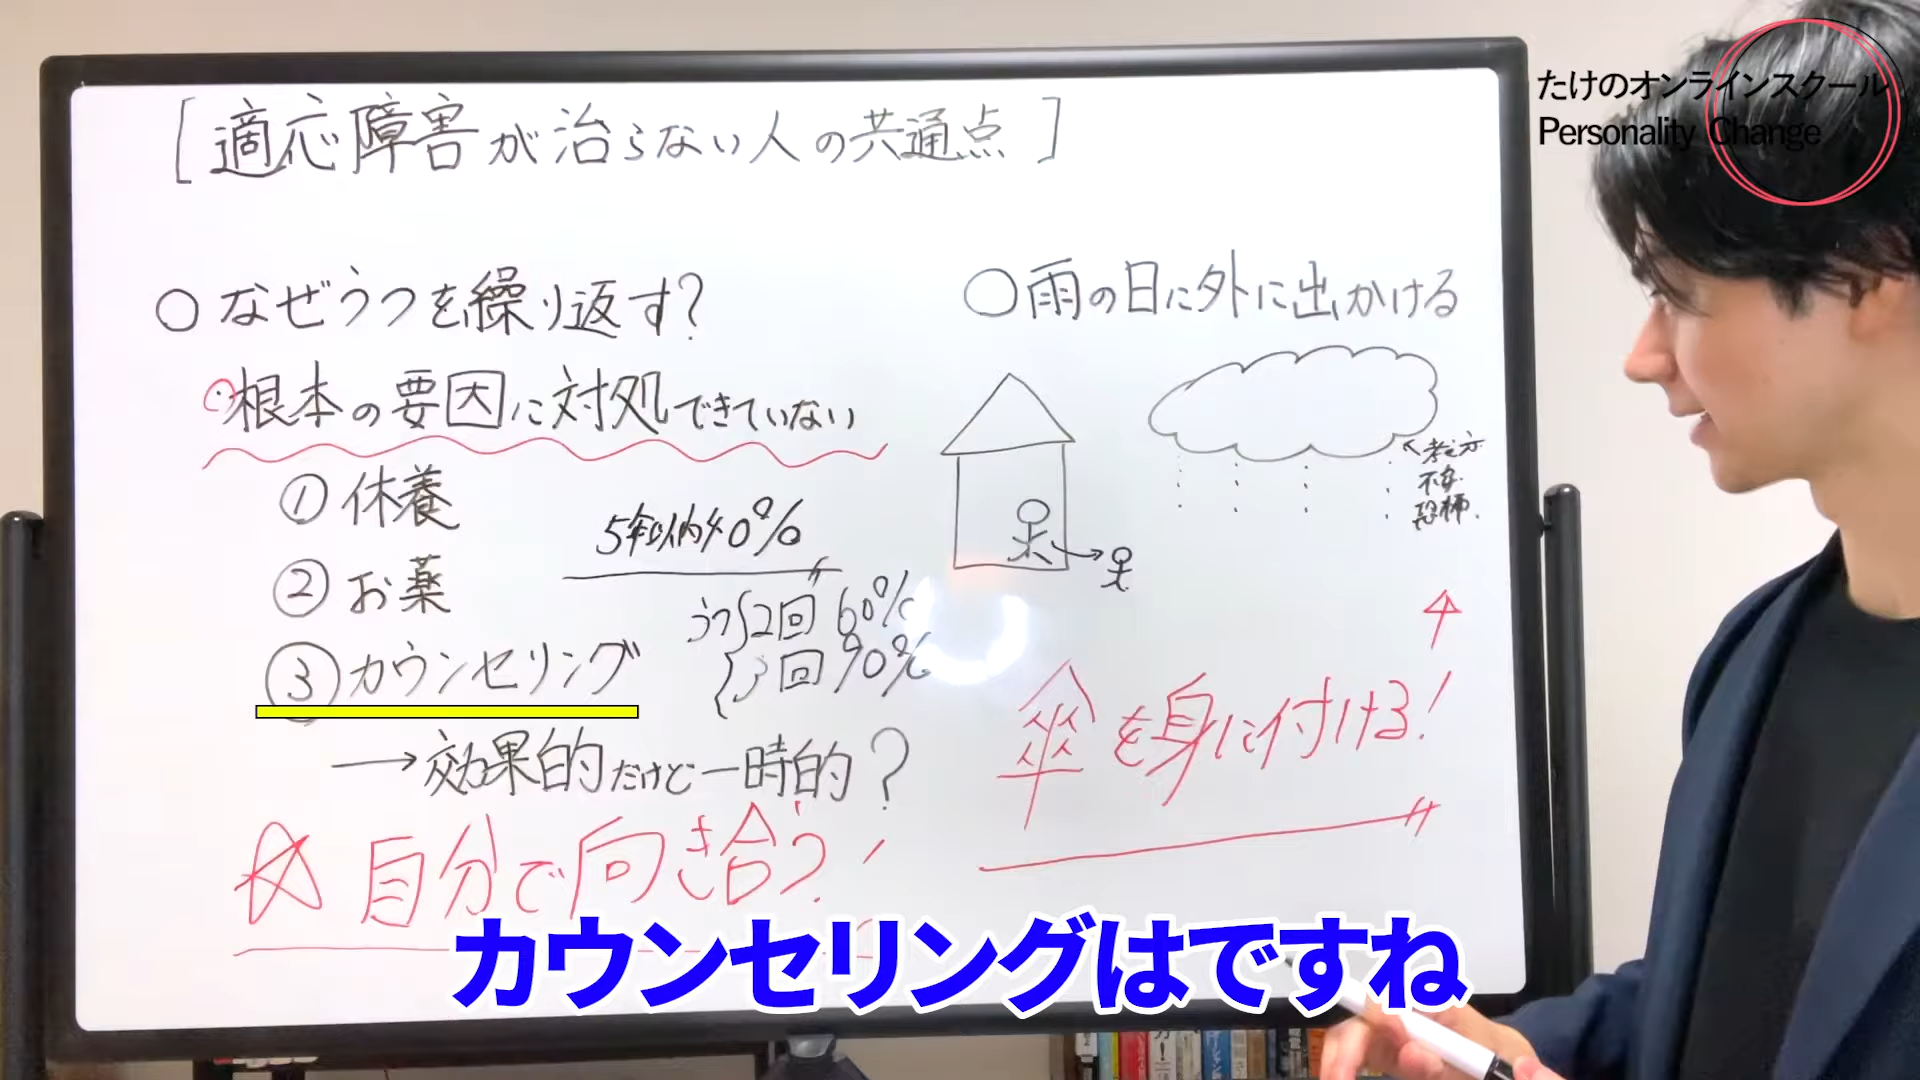 たけのオンラインスクール
Personality Change
[適応障害が治らない人の共通点]
○なぜうつを繰り返す?
根本の要因に対処できていない
①休養
②お薬
③カウンセリング
5年以内40%
うつ{2回 60%
{3回 90%
→効果的だけど一時的?
☆自分で向き合う!
○雨の日に外に出かける
考え方
不安
恐怖
傘を身に付ける!
カウンセリングはですね